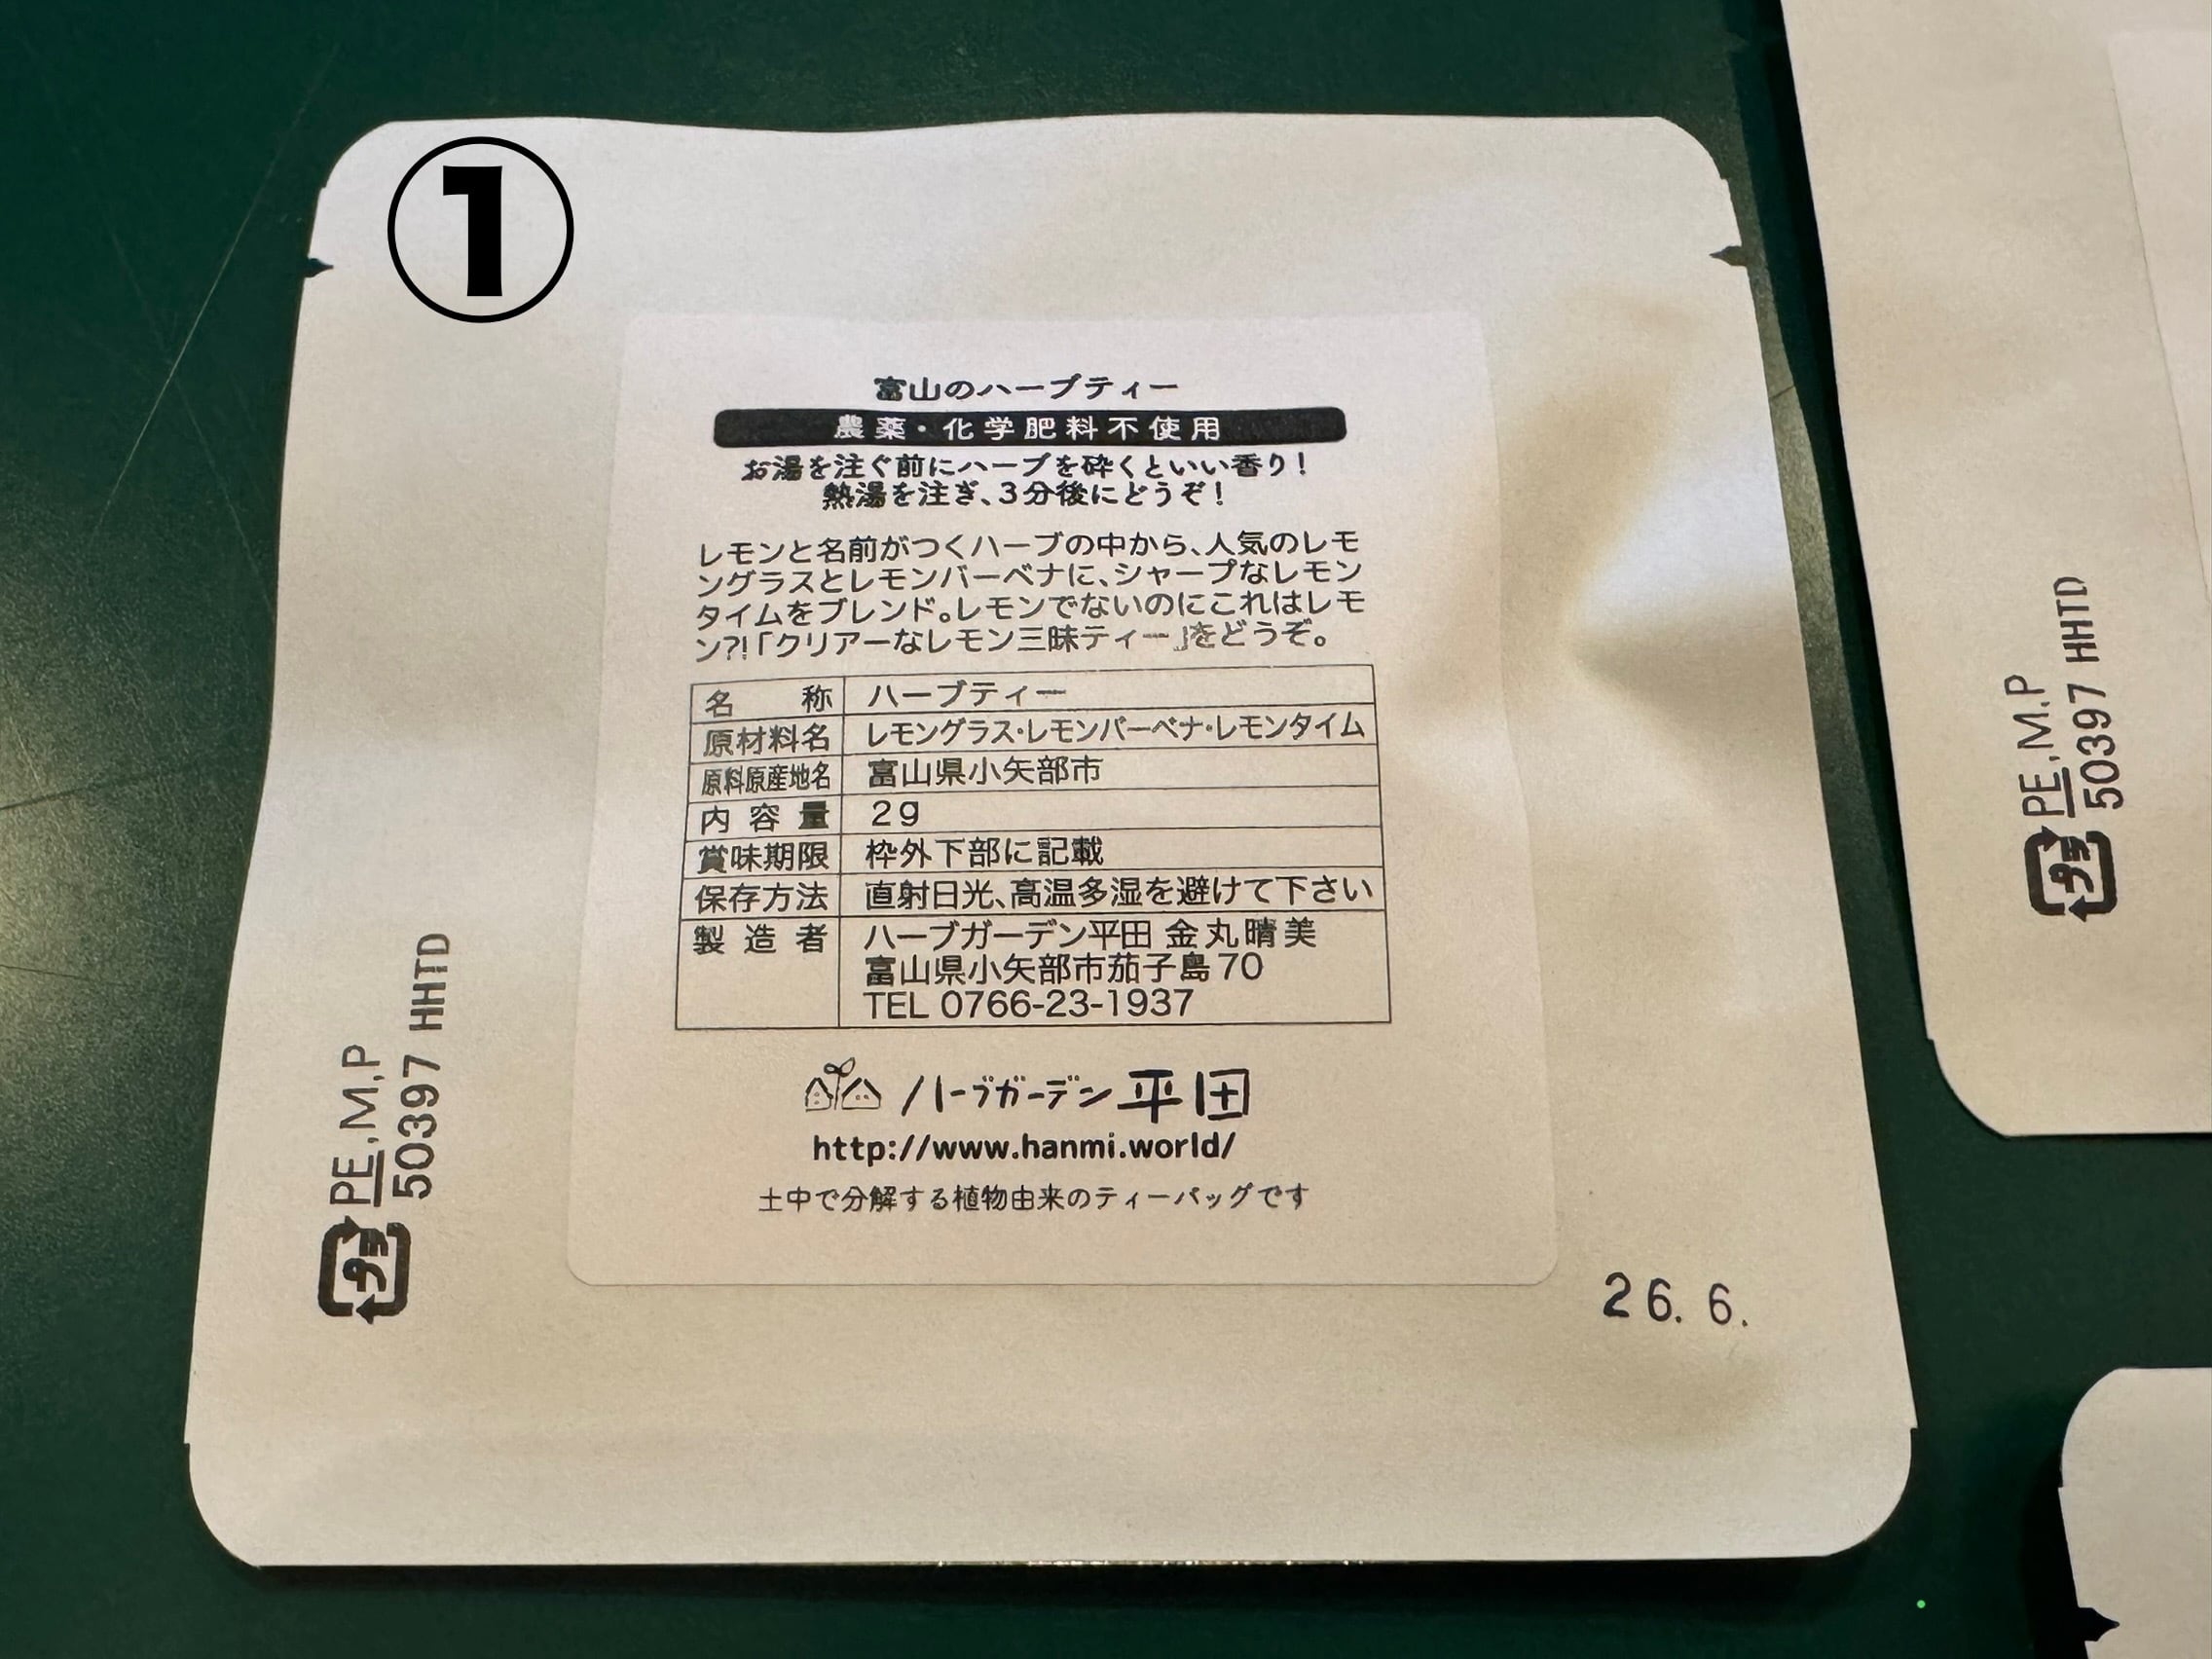 ①
富山のハーブティー
農薬・化学肥料不使用
お湯を注ぐ前にハーブを砕くといい香り!
熱湯を注ぎ、3分後にどうぞ!
レモンと名前がつくハーブの中から、人気のレモ
ングラスとレモンバーベナに、シャープなレモン
タイムをブレンド。レモンでないのにこれはレモ
ン?!「クリアーなレモン三昧ティー」をどうぞ。
名称 ハーブティー
原材料名 レモングラス・レモンバーベナ・レモンタイム
原料原産地名 富山県小矢部市
内容量 2g
賞味期限 枠外下部に記載
保存方法 直射日光、高温多湿を避けて下さい
製造者 ハーブガーデン平田 金丸晴美
富山県小矢部市茄子島70
TEL 0766-23-1937
ハーブガーデン平田
http://www.hanmi.world/
土中で分解する植物由来のティーバッグです
26. 6.
プラ
PE,M,P
50397 HHTD
プラ
PE,M,P
50397 HHTD